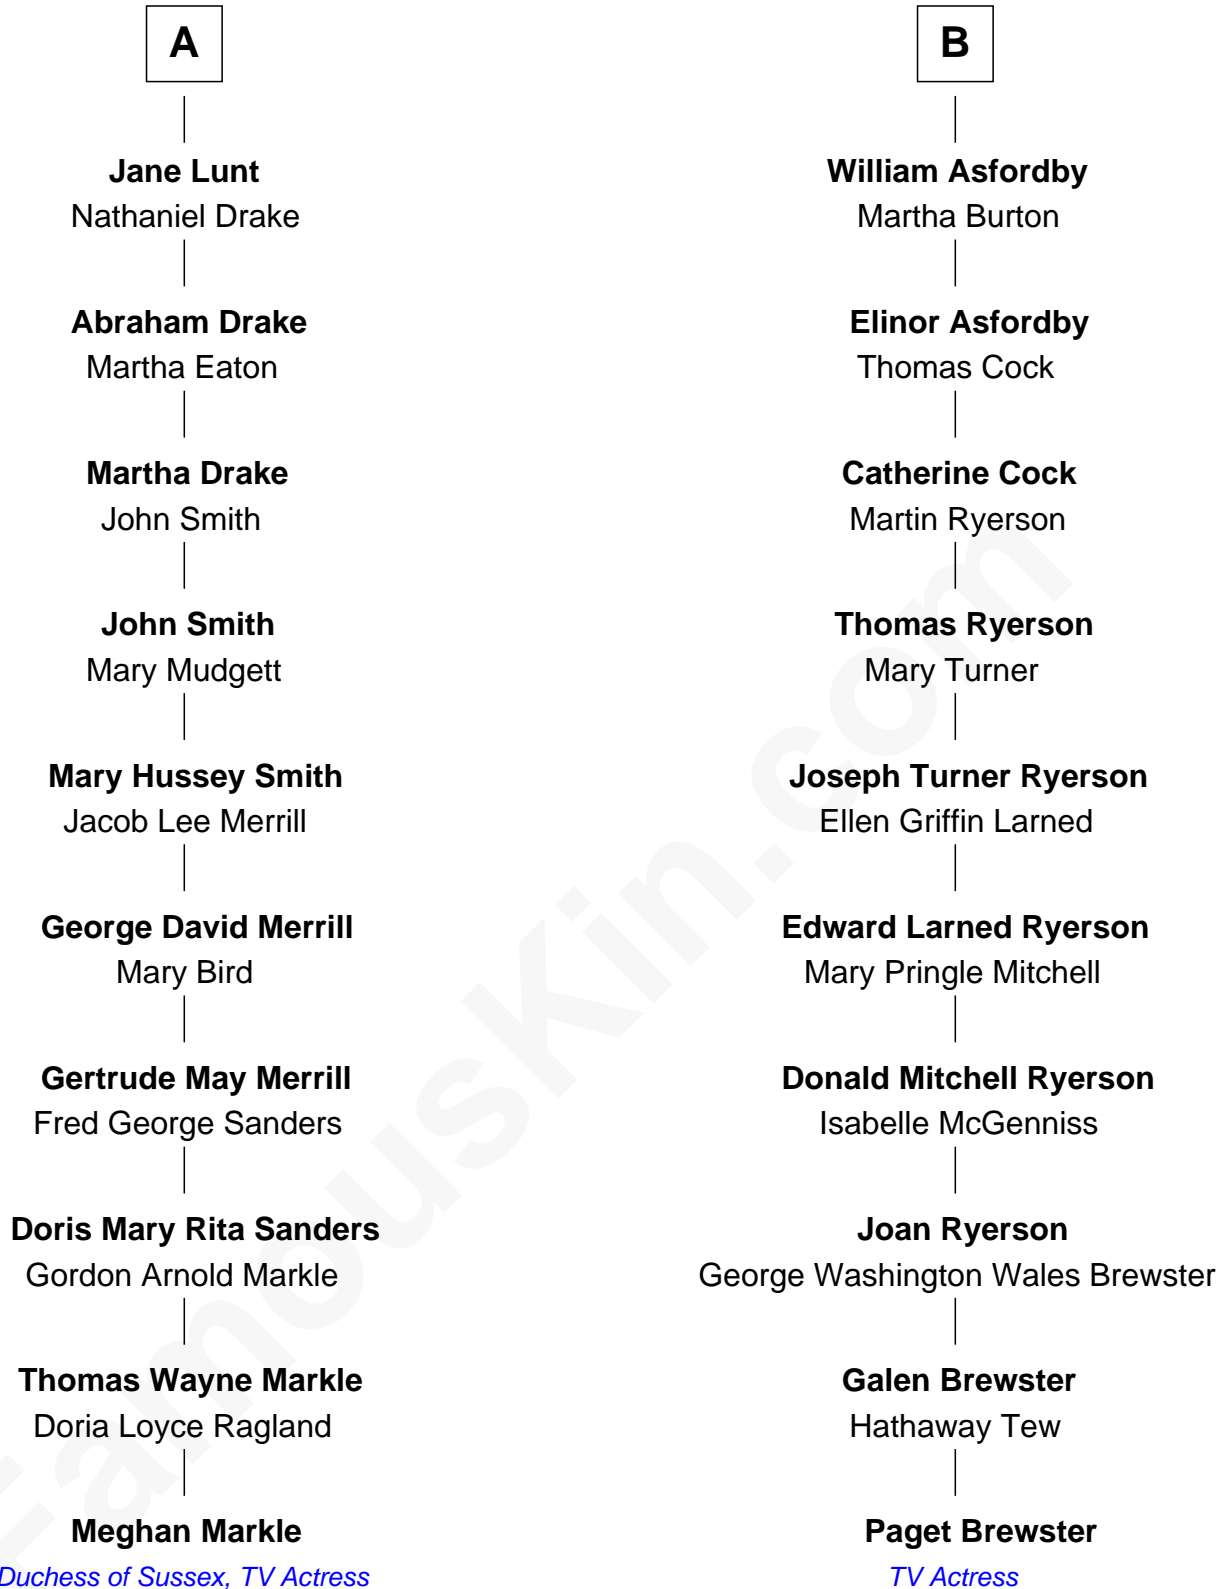 A
Jane Lunt
Nathaniel Drake
Abraham Drake
Martha Eaton
Martha Drake
John Smith
John Smith
Mary Mudgett
Mary Hussey Smith
Jacob Lee Merrill
George David Merrill
Mary Bird
Gertrude May Merrill
Fred George Sanders
Doris Mary Rita Sanders
Gordon Arnold Markle
Thomas Wayne Markle
Doria Loyce Ragland
Meghan Markle
Duchess of Sussex, TV Actress
B
William Asfordby
Martha Burton
Elinor Asfordby
Thomas Cock
Catherine Cock
Martin Ryerson
Thomas Ryerson
Mary Turner
Joseph Turner Ryerson
Ellen Griffin Larned
Edward Larned Ryerson
Mary Pringle Mitchell
Donald Mitchell Ryerson
Isabelle McGenniss
Joan Ryerson
George Washington Wales Brewster
Galen Brewster
Hathaway Tew
Paget Brewster
TV Actress
FamousKin.com